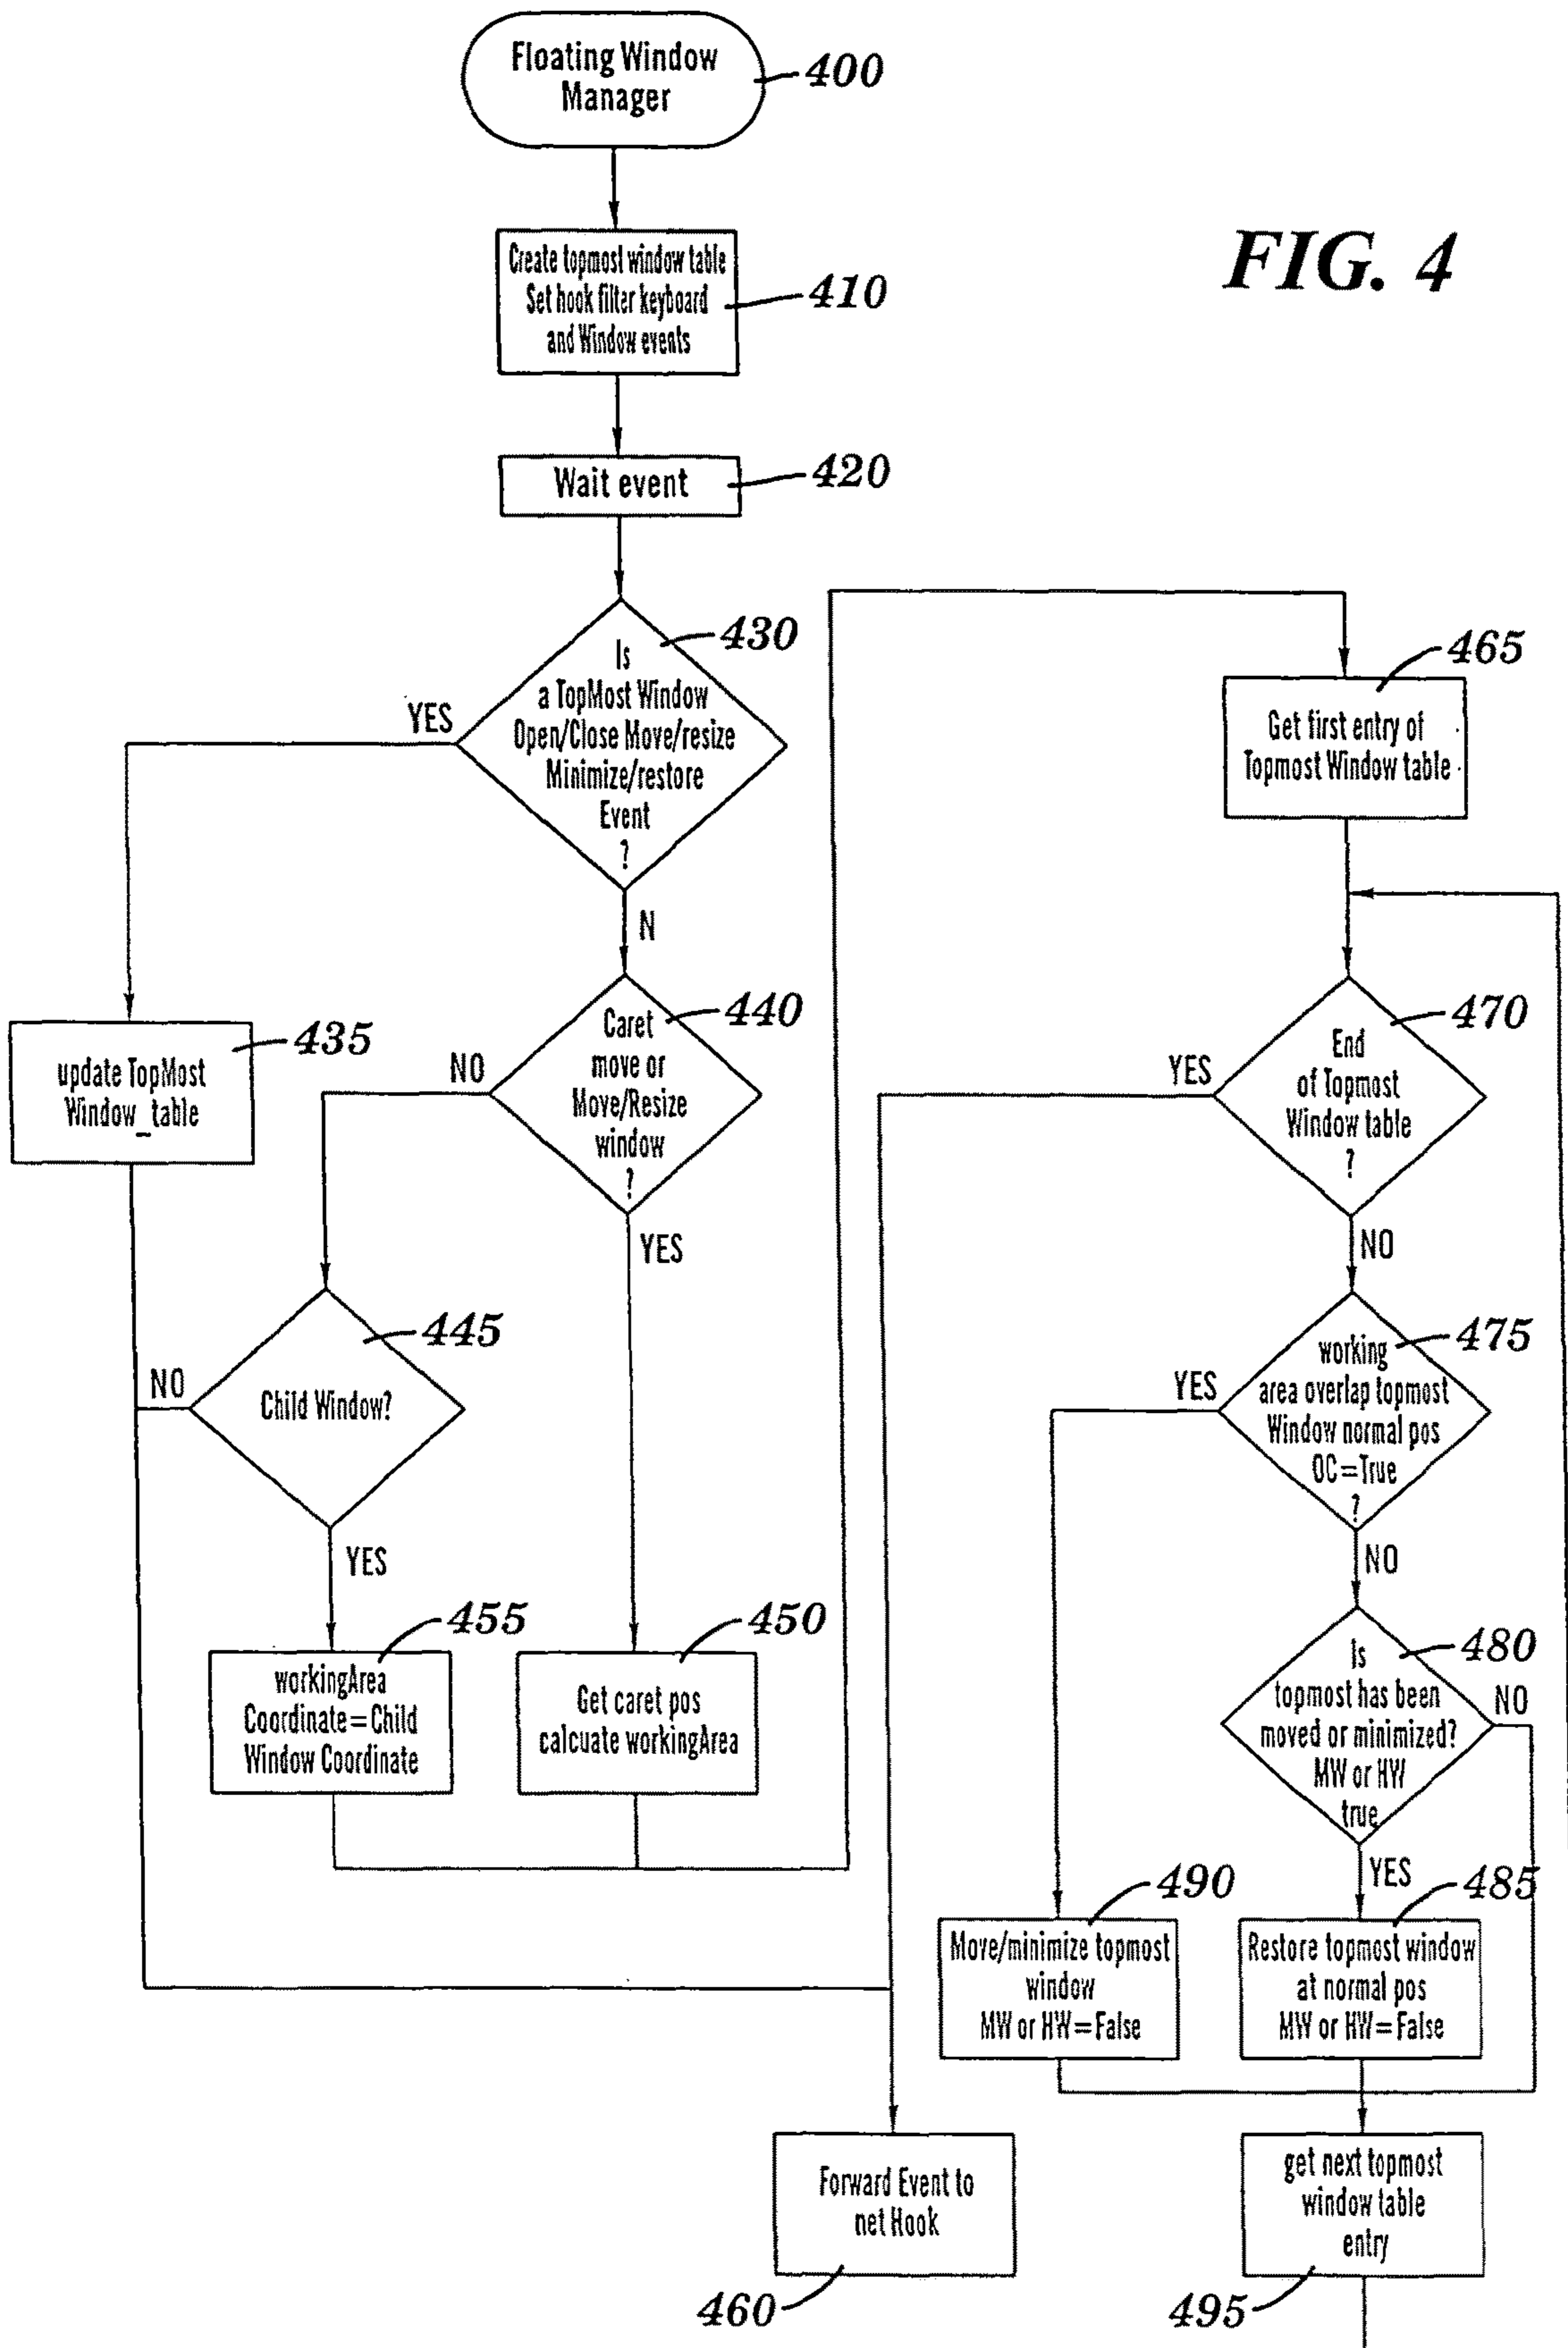 Floating Window
Manager
400
FIG. 4
Create topmost window table
Set hook filter keyboard
and Window events
410
Wait event
420
430
Is
a TopMost Window
Open/Close Move/resize
Minimize/restore
Event
?
YES
N
465
Get first entry of
Topmost Window table
435
update TopMost
Window_table
440
Caret
move or
Move/Resize
window
?
NO
YES
470
End
of Topmost
Window table
?
YES
NO
445
Child Window?
NO
YES
475
working
area overlap topmost
Window normal pos
OC=True
?
YES
NO
455
workingArea
Coordinate=Child
Window Coordinate
450
Get caret pos
calcuate workingArea
480
Is
topmost has been
moved or minimized?
MW or HW
true
NO
YES
490
Move/minimize topmost
window
MW or HW=False
485
Restore topmost window
at normal pos
MW or HW=False
Forward Event to
net Hook
460
get next topmost
window table
entry
495